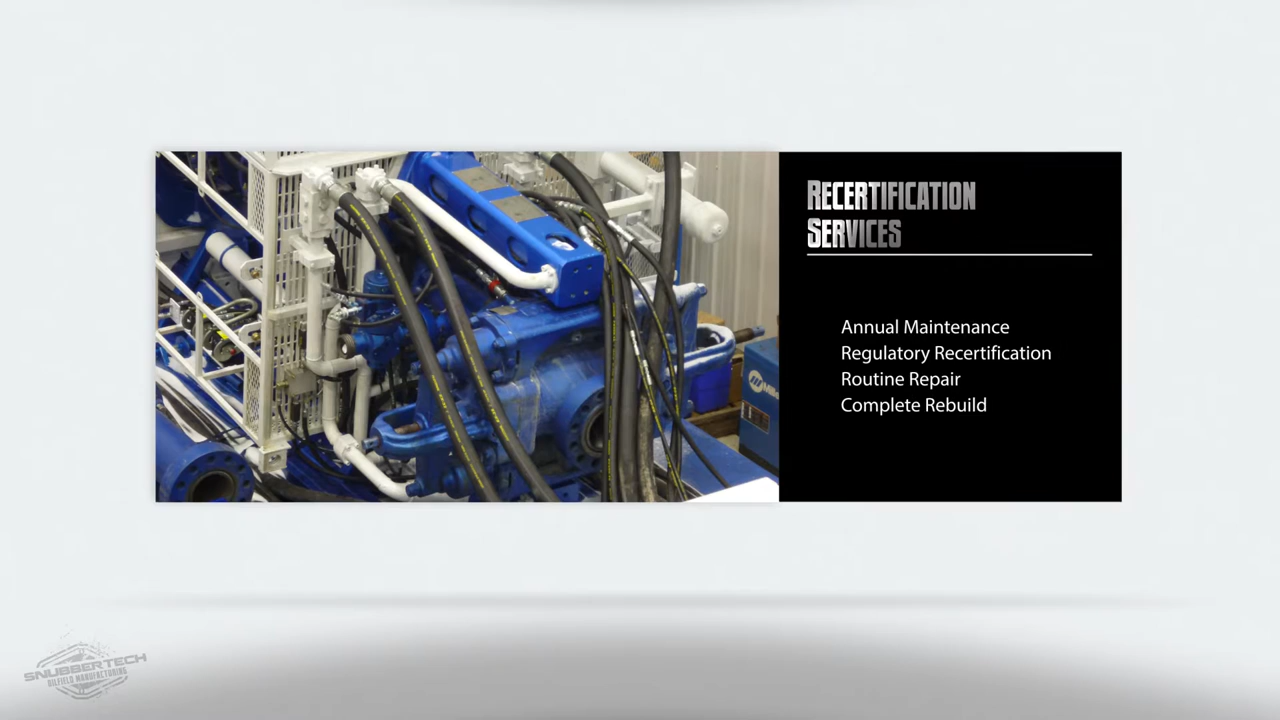 RECERTIFICATION
SERVICES
Annual Maintenance
Regulatory Recertification
Routine Repair
Complete Rebuild
SNUBBERTECH
OILFIELD MANUFACTURING